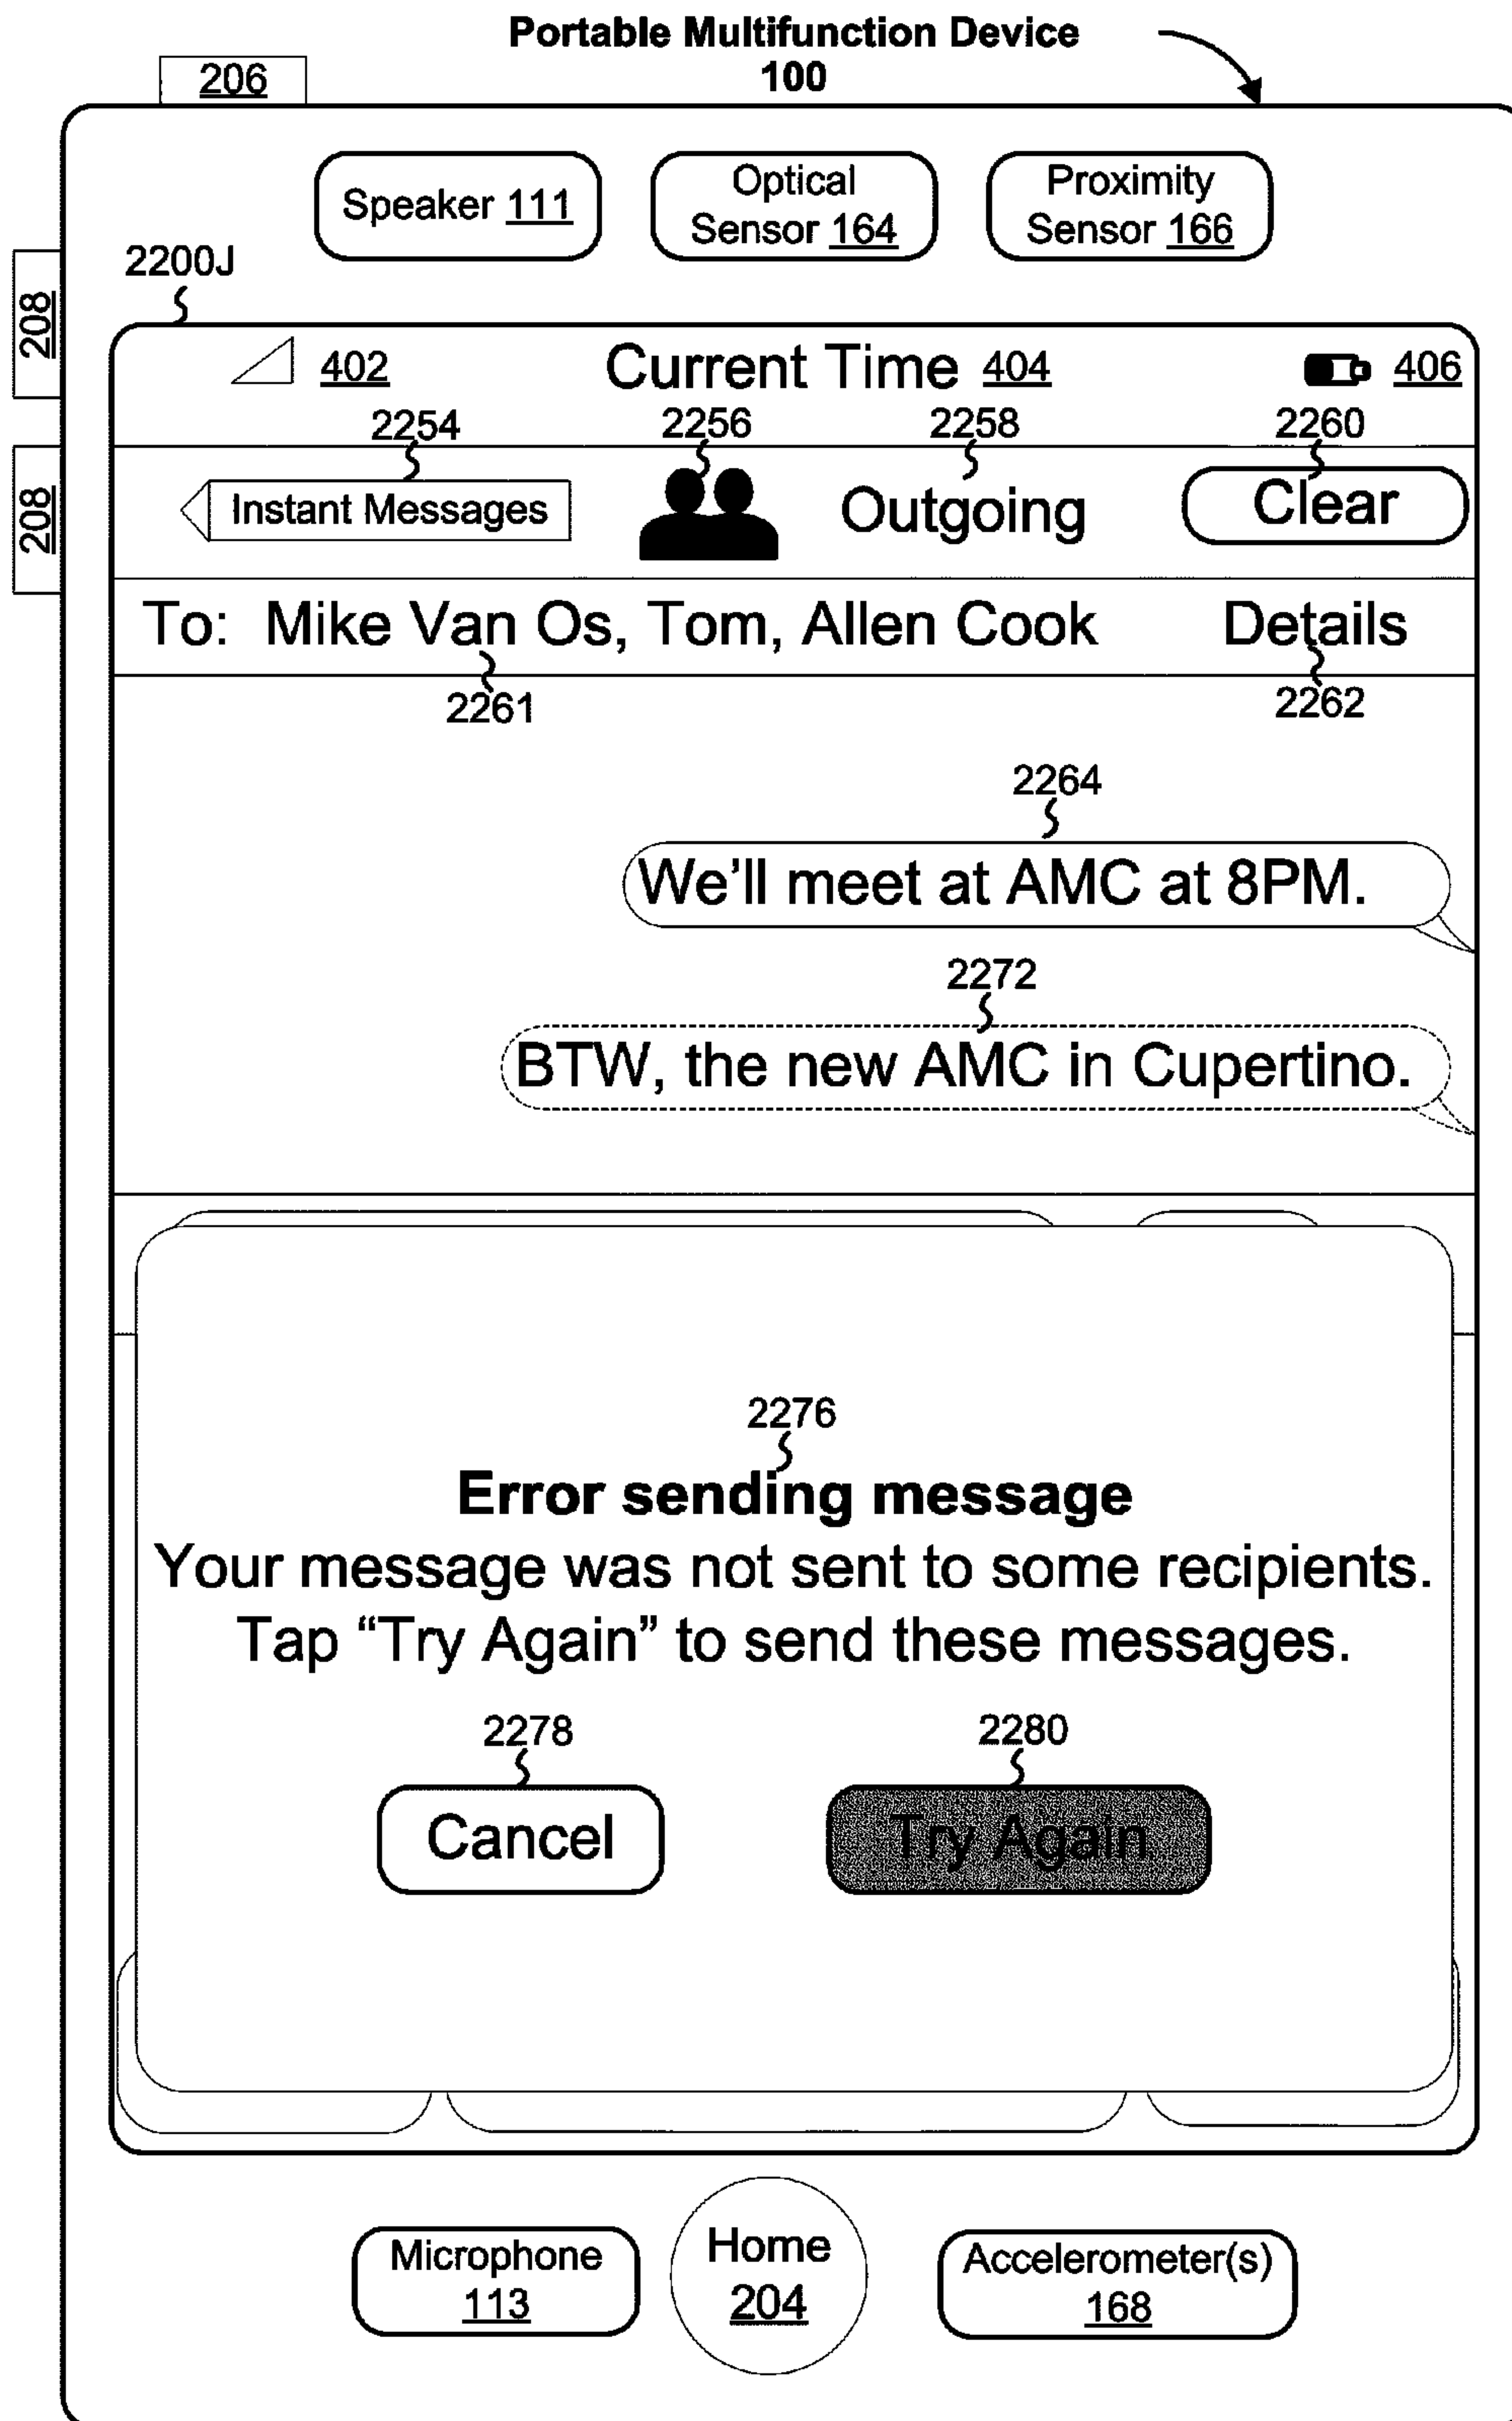 Portable Multifunction Device
100
206
Speaker 111
Optical
Sensor 164
Proximity
Sensor 166
2200J
208
208
402
Current Time 404
406
2254
2256
2258
2260
Instant Messages
Outgoing
Clear
To: Mike Van Os, Tom, Allen Cook
Details
2261
2262
2264
We'll meet at AMC at 8PM.
2272
BTW, the new AMC in Cupertino.
2276
Error sending message
Your message was not sent to some recipients.
Tap “Try Again” to send these messages.
2278
2280
Cancel
Try Again
Microphone
113
Home
204
Accelerometer(s)
168